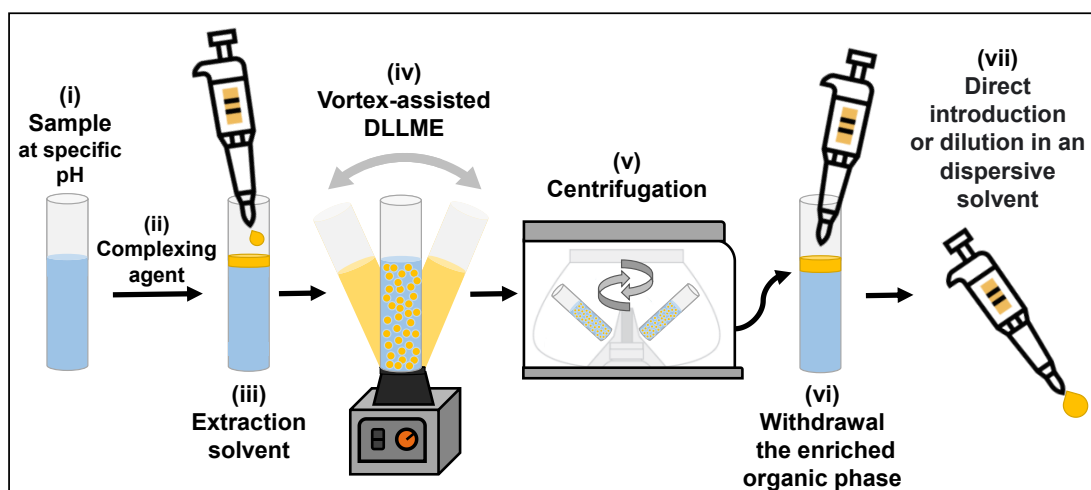 (i)
Sample
at specific
pH
(ii)
Complexing
agent
(iii)
Extraction
solvent
(iv)
Vortex-assisted
DLLME
(v)
Centrifugation
(vi)
Withdrawal
the enriched
organic phase
(vii)
Direct
introduction
or dilution in an
dispersive
solvent